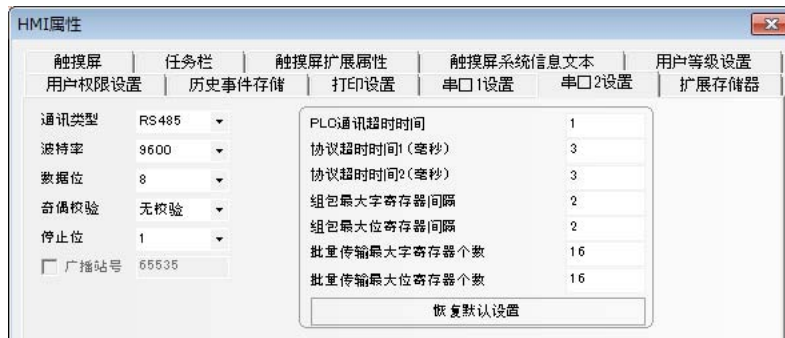 HMI属性
触摸屏 任务栏 触摸屏扩展属性 触摸屏系统信息文本 用户等级设置
用户权限设置 历史事件存储 打印设置 串口1设置 串口2设置 扩展存储器
通讯类型 RS485
波特率 9600
数据位 8
奇偶校验 无校验
停止位 1
广播站号 65535
PLC通讯超时时间 1
协议超时时间1(毫秒) 3
协议超时时间2(毫秒) 3
组包最大字寄存器间隔 2
组包最大位寄存器间隔 2
批量传输最大字寄存器个数 16
批量传输最大位寄存器个数 16
恢复默认设置